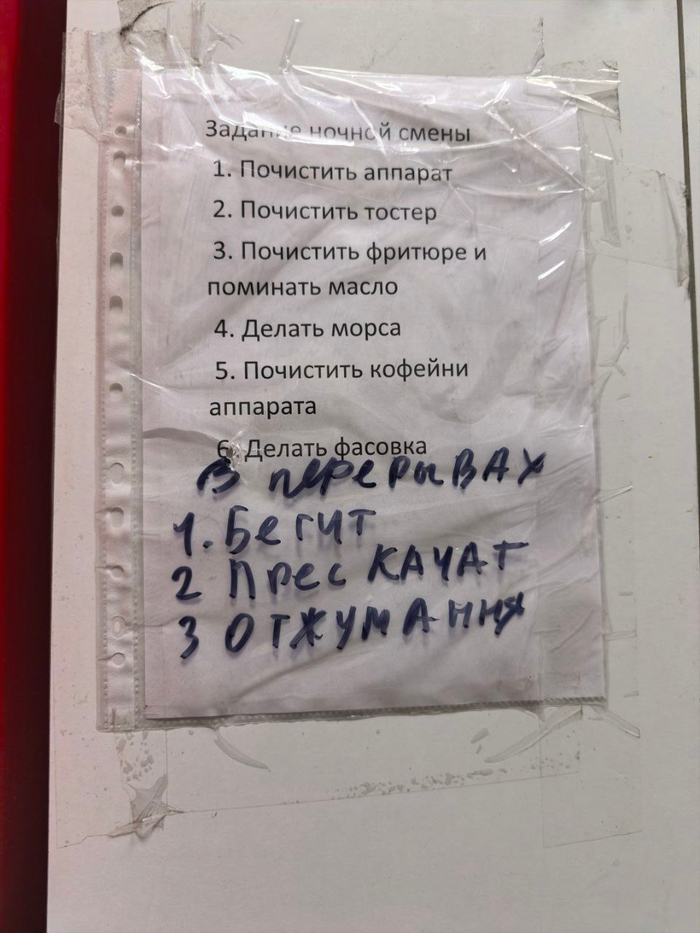 Задание ночной смены
1. Почистить аппарат
2. Почистить тостер
3. Почистить фритюре и
поминать масло
4. Делать морса
5. Почистить кофейни
аппарата
6. Делать фасовка
В перерывах
1. Бегит
2 Прес качат
3 Отжумання